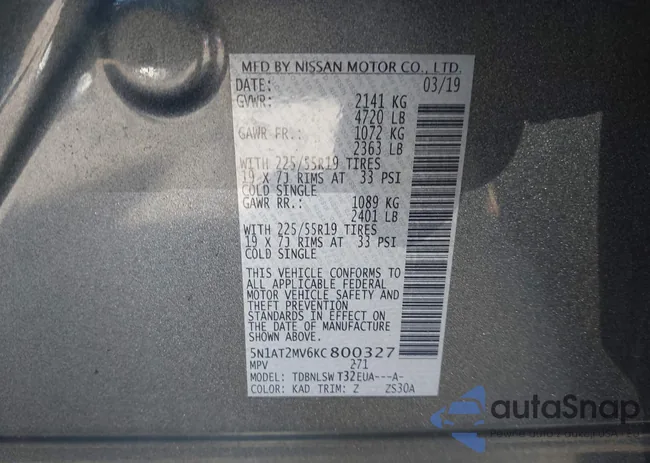 MFD BY NISSAN MOTOR CO., LTD.
DATE: 03/19
GVWR: 2141 KG
4720 LB
GAWR FR.: 1072 KG
2363 LB
WITH 225/55R19 TIRES
19 X 7J RIMS AT 33 PSI
COLD SINGLE
GAWR RR.: 1089 KG
2401 LB
WITH 225/55R19 TIRES
19 X 7J RIMS AT 33 PSI
COLD SINGLE
THIS VEHICLE CONFORMS TO
ALL APPLICABLE FEDERAL
MOTOR VEHICLE SAFETY AND
THEFT PREVENTION
STANDARDS IN EFFECT ON
THE DATE OF MANUFACTURE
SHOWN ABOVE.
5N1AT2MV6KC800327
MPV 271
MODEL: TDBNLSW T32EUA---A-
COLOR: KAD TRIM: Z ZS30A
autaSnap
Pewne auto z